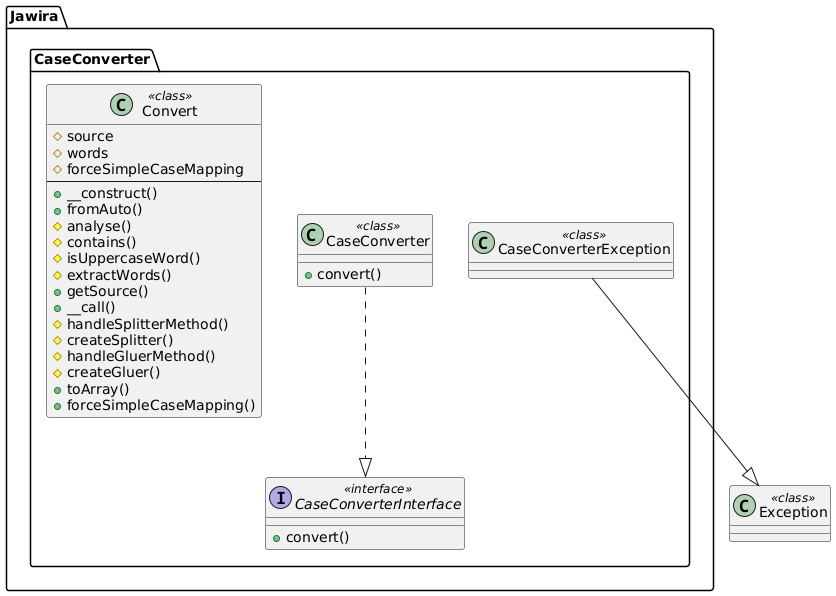 Jawira
CaseConverter
«class»
Convert
source
words
forceSimpleCaseMapping
__construct()
fromAuto()
analyse()
contains()
isUppercaseWord()
extractWords()
getSource()
__call()
handleSplitterMethod()
createSplitter()
handleGluerMethod()
createGluer()
toArray()
forceSimpleCaseMapping()
C
«class»
CaseConverter
convert()
C
«class»
CaseConverterException
C
«interface»
CaseConverterInterface
convert()
I
«class»
Exception
C